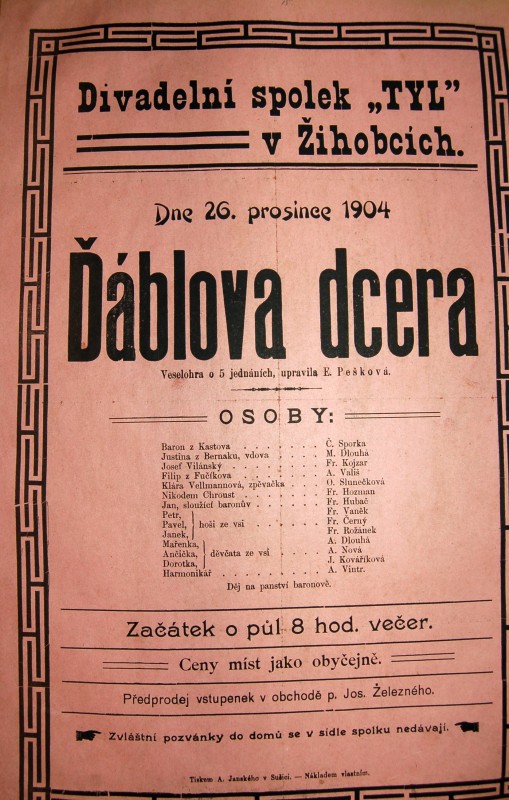 Divadelní spolek „TYL”
v Žihobcích.
Dne 26. prosince 1904
Ďáblova dcera
Veselohra o 5 jednáních, upravila E. Pešková.
OSOBY:
Baron z Kastova . . . . . . . Č. Sporka
Justina z Bernaku, vdova . . . . M. Dlouhá
Josef Vilánský . . . . . . . Fr. Kojzar
Filip z Fučíkova . . . . . . . A. Vališ
Klára Vellmannová, zpěvačka . . . O. Slunečková
Nikodem Chroust . . . . . . . Fr. Hozman
Jan, sloužící baronův . . . . . Fr. Hubač
Petr, Fr. Vaněk
Pavel, hoši ze vsi . . . . . . Fr. Černý
Janek, Fr. Rožánek
Mařenka, A. Dlouhá
Ančička, děvčata ze vsi . . . . A. Nová
Dorotka, J. Kováříková
Harmonikář . . . . . . . . A. Vintr.
Děj na panství baronově.
Začátek o půl 8 hod. večer.
Ceny míst jako obyčejně.
Předprodej vstupenek v obchodě p. Jos. Železného.
Zvláštní pozvánky do domů se v sídle spolku nedávají.
Tiskem A. Janského v Sušici. — Nákladem vlastním.